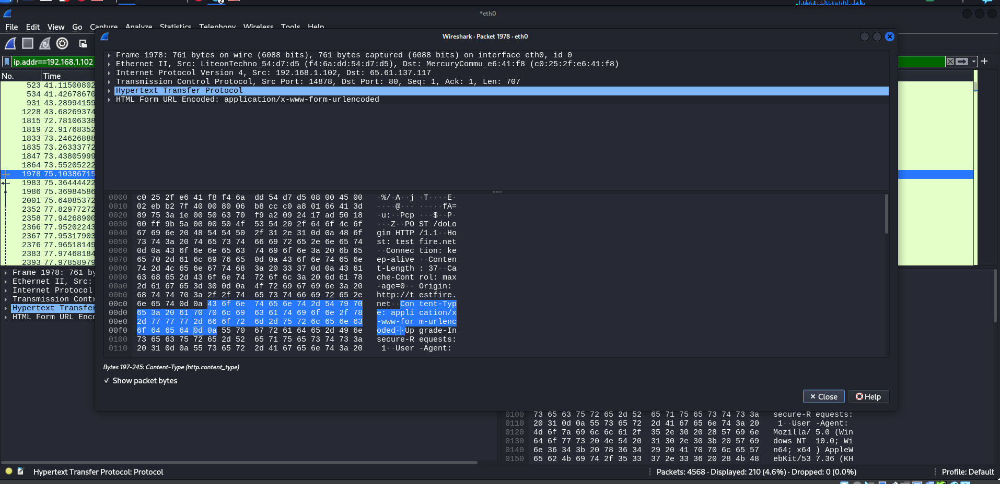 *eth0
File Edit View Go Capture Analyze Statistics Telephony Wireless Tools Help
Wireshark · Packet 1978 · eth0
ip.addr==192.168.1.102
No. Time
523 41.11500802
534 41.42678670
931 43.28994159
1228 43.68269374
1815 72.78106338
1819 72.91768352
1833 73.24626888
1835 73.26333772
1847 73.43805999
1864 73.55205222
1978 75.10386715
1983 75.36444422
1986 75.36984586
2001 75.64085372
2352 77.82977272
2358 77.94268900
2366 77.95202243
2367 77.95317903
2376 77.96518149
2383 77.97468184
2393 77.97858979
Frame 1978: 761 by
Ethernet II, Src:
Internet Protocol
Transmission Contr
Hypertext Transfer
HTML Form URL Enco
Frame 1978: 761 bytes on wire (6088 bits), 761 bytes captured (6088 bits) on interface eth0, id 0
Ethernet II, Src: LiteonTechno_54:d7:d5 (f4:6a:dd:54:d7:d5), Dst: MercuryCommu_e6:41:f8 (c0:25:2f:e6:41:f8)
Internet Protocol Version 4, Src: 192.168.1.102, Dst: 65.61.137.117
Transmission Control Protocol, Src Port: 14878, Dst Port: 80, Seq: 1, Ack: 1, Len: 707
Hypertext Transfer Protocol
HTML Form URL Encoded: application/x-www-form-urlencoded
0000 c0 25 2f e6 41 f8 f4 6a dd 54 d7 d5 08 00 45 00 ·%/·A··j ·T····E·
0010 02 eb b2 7f 40 00 80 06 b8 cc c0 a8 01 66 41 3d ····@··· ·····fA=
0020 89 75 3a 1e 00 50 63 70 f9 a2 09 24 17 ad 50 18 ·u:··Pcp ···$··P·
0030 00 ff 9b 5a 00 00 50 4f 53 54 20 2f 64 6f 4c 6f ···Z··PO ST /doLo
0040 67 69 6e 20 48 54 54 50 2f 31 2e 31 0d 0a 48 6f gin HTTP /1.1··Ho
0050 73 74 3a 20 74 65 73 74 66 69 72 65 2e 6e 65 74 st: test fire.net
0060 0d 0a 43 6f 6e 6e 65 63 74 69 6f 6e 3a 20 6b 65 ··Connec tion: ke
0070 65 70 2d 61 6c 69 76 65 0d 0a 43 6f 6e 74 65 6e ep-alive ··Conten
0080 74 2d 4c 65 6e 67 74 68 3a 20 33 37 0d 0a 43 61 t-Length : 37··Ca
0090 63 68 65 2d 43 6f 6e 74 72 6f 6c 3a 20 6d 61 78 che-Cont rol: max
00a0 2d 61 67 65 3d 30 0d 0a 4f 72 69 67 69 6e 3a 20 -age=0·· Origin: 
00b0 68 74 74 70 3a 2f 2f 74 65 73 74 66 69 72 65 2e http://t estfire.
00c0 6e 65 74 0d 0a 43 6f 6e 74 65 6e 74 2d 54 79 70 net··Con tent-Typ
00d0 65 3a 20 61 70 70 6c 69 63 61 74 69 6f 6e 2f 78 e: appli cation/x
00e0 2d 77 77 77 2d 66 6f 72 6d 2d 75 72 6c 65 6e 63 -www-for m-urlenc
00f0 6f 64 65 64 0d 0a 55 70 67 72 61 64 65 2d 49 6e oded··Up grade-In
0100 73 65 63 75 72 65 2d 52 65 71 75 65 73 74 73 3a secure-R equests:
0110 20 31 0d 0a 55 73 65 72 2d 41 67 65 6e 74 3a 20 1··User -Agent: 
Bytes 197-245: Content-Type (http.content_type)
Show packet bytes
Close
Help
0100 73 65 63 75 72 65 2d 52 65 71 75 65 73 74 73 3a secure-R equests:
0110 20 31 0d 0a 55 73 65 72 2d 41 67 65 6e 74 3a 20 1··User -Agent: 
0120 4d 6f 7a 69 6c 6c 61 2f 35 2e 30 20 28 57 69 6e Mozilla/ 5.0 (Win
0130 64 6f 77 73 20 4e 54 20 31 30 2e 30 3b 20 57 69 dows NT 10.0; Wi
0140 6e 36 34 3b 20 78 36 34 29 20 41 70 70 6c 65 57 n64; x64 ) AppleW
0150 65 62 4b 69 74 2f 35 33 37 2e 33 36 20 28 4b 48 ebKit/53 7.36 (KH
Hypertext Transfer Protocol: Protocol
Packets: 4568 · Displayed: 210 (4.6%) · Dropped: 0 (0.0%)
Profile: Default